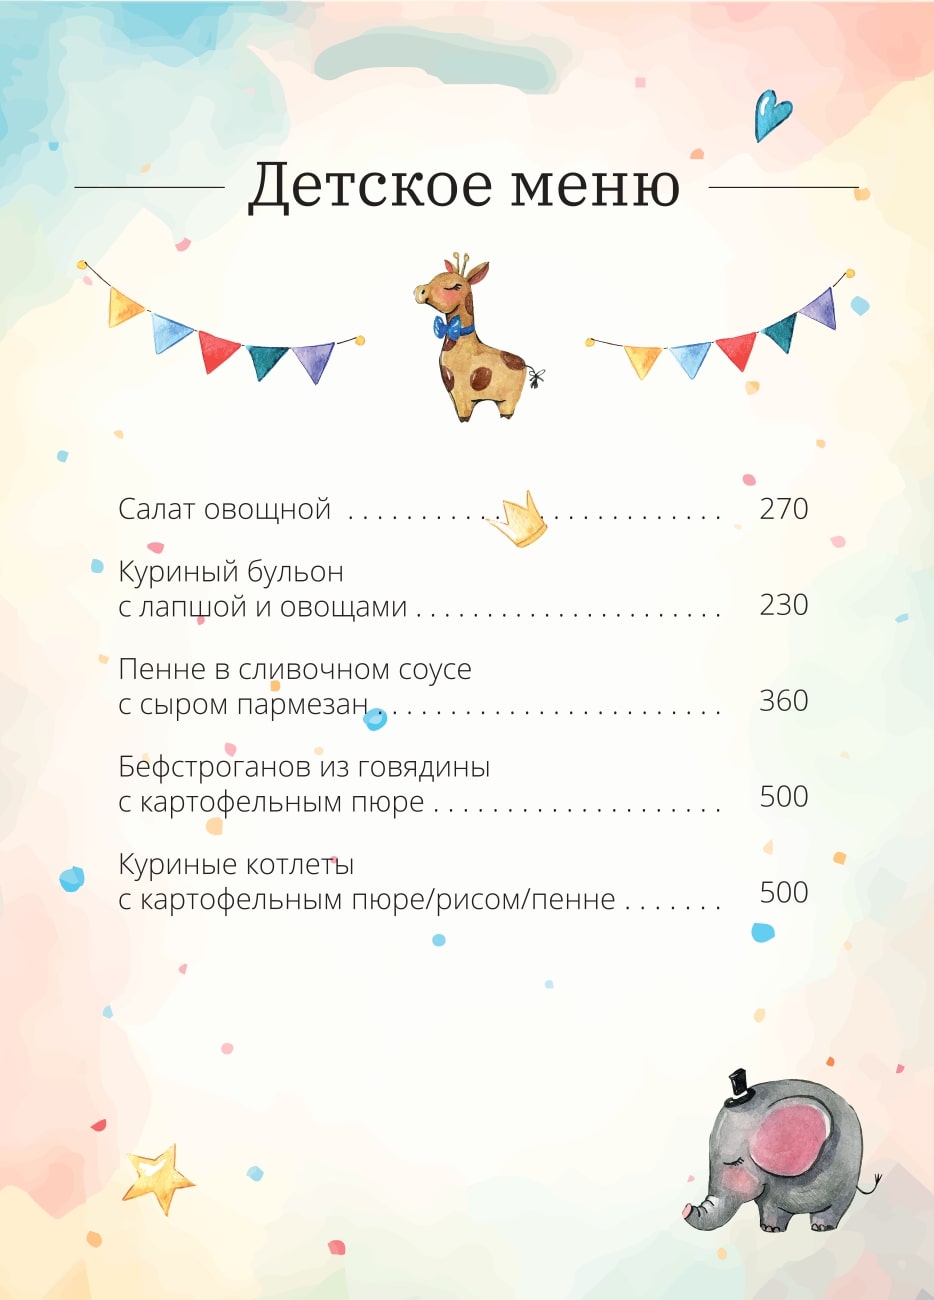 Детское меню
Салат овощной . . . . . . . . . . . . . . . . . . . . . . . . . . 270
Куриный бульон
с лапшой и овощами . . . . . . . . . . . . . . . . . . . . . 230
Пенне в сливочном соусе
с сыром пармезан . . . . . . . . . . . . . . . . . . . . . . . . 360
Бефстроганов из говядины
с картофельным пюре . . . . . . . . . . . . . . . . . . . . 500
Куриные котлеты
с картофельным пюре/рисом/пенне . . . . . . . 500